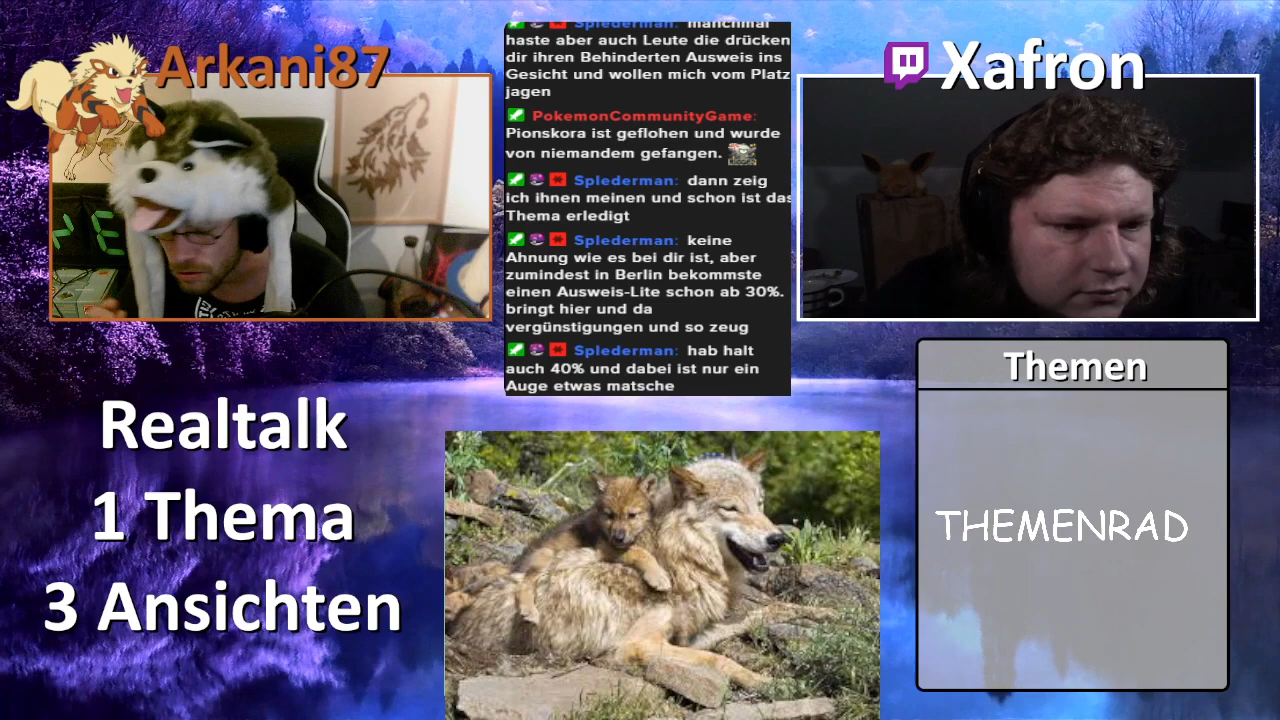 Arkani87
Splederman: manchmal
haste aber auch Leute die drücken
dir ihren Behinderten Ausweis ins
Gesicht und wollen mich vom Platz
jagen
PokemonCommunityGame:
Pionskora ist geflohen und wurde
von niemandem gefangen.
Splederman: dann zeig
ich ihnen meinen und schon ist das
Thema erledigt
Splederman: keine
Ahnung wie es bei dir ist, aber
zumindest in Berlin bekommste
einen Ausweis-Lite schon ab 30%.
bringt hier und da
vergünstigungen und so zeug
Splederman: hab halt
auch 40% und dabei ist nur ein
Auge etwas matsche
Xafron
Realtalk
1 Thema
3 Ansichten
Themen
THEMENRAD